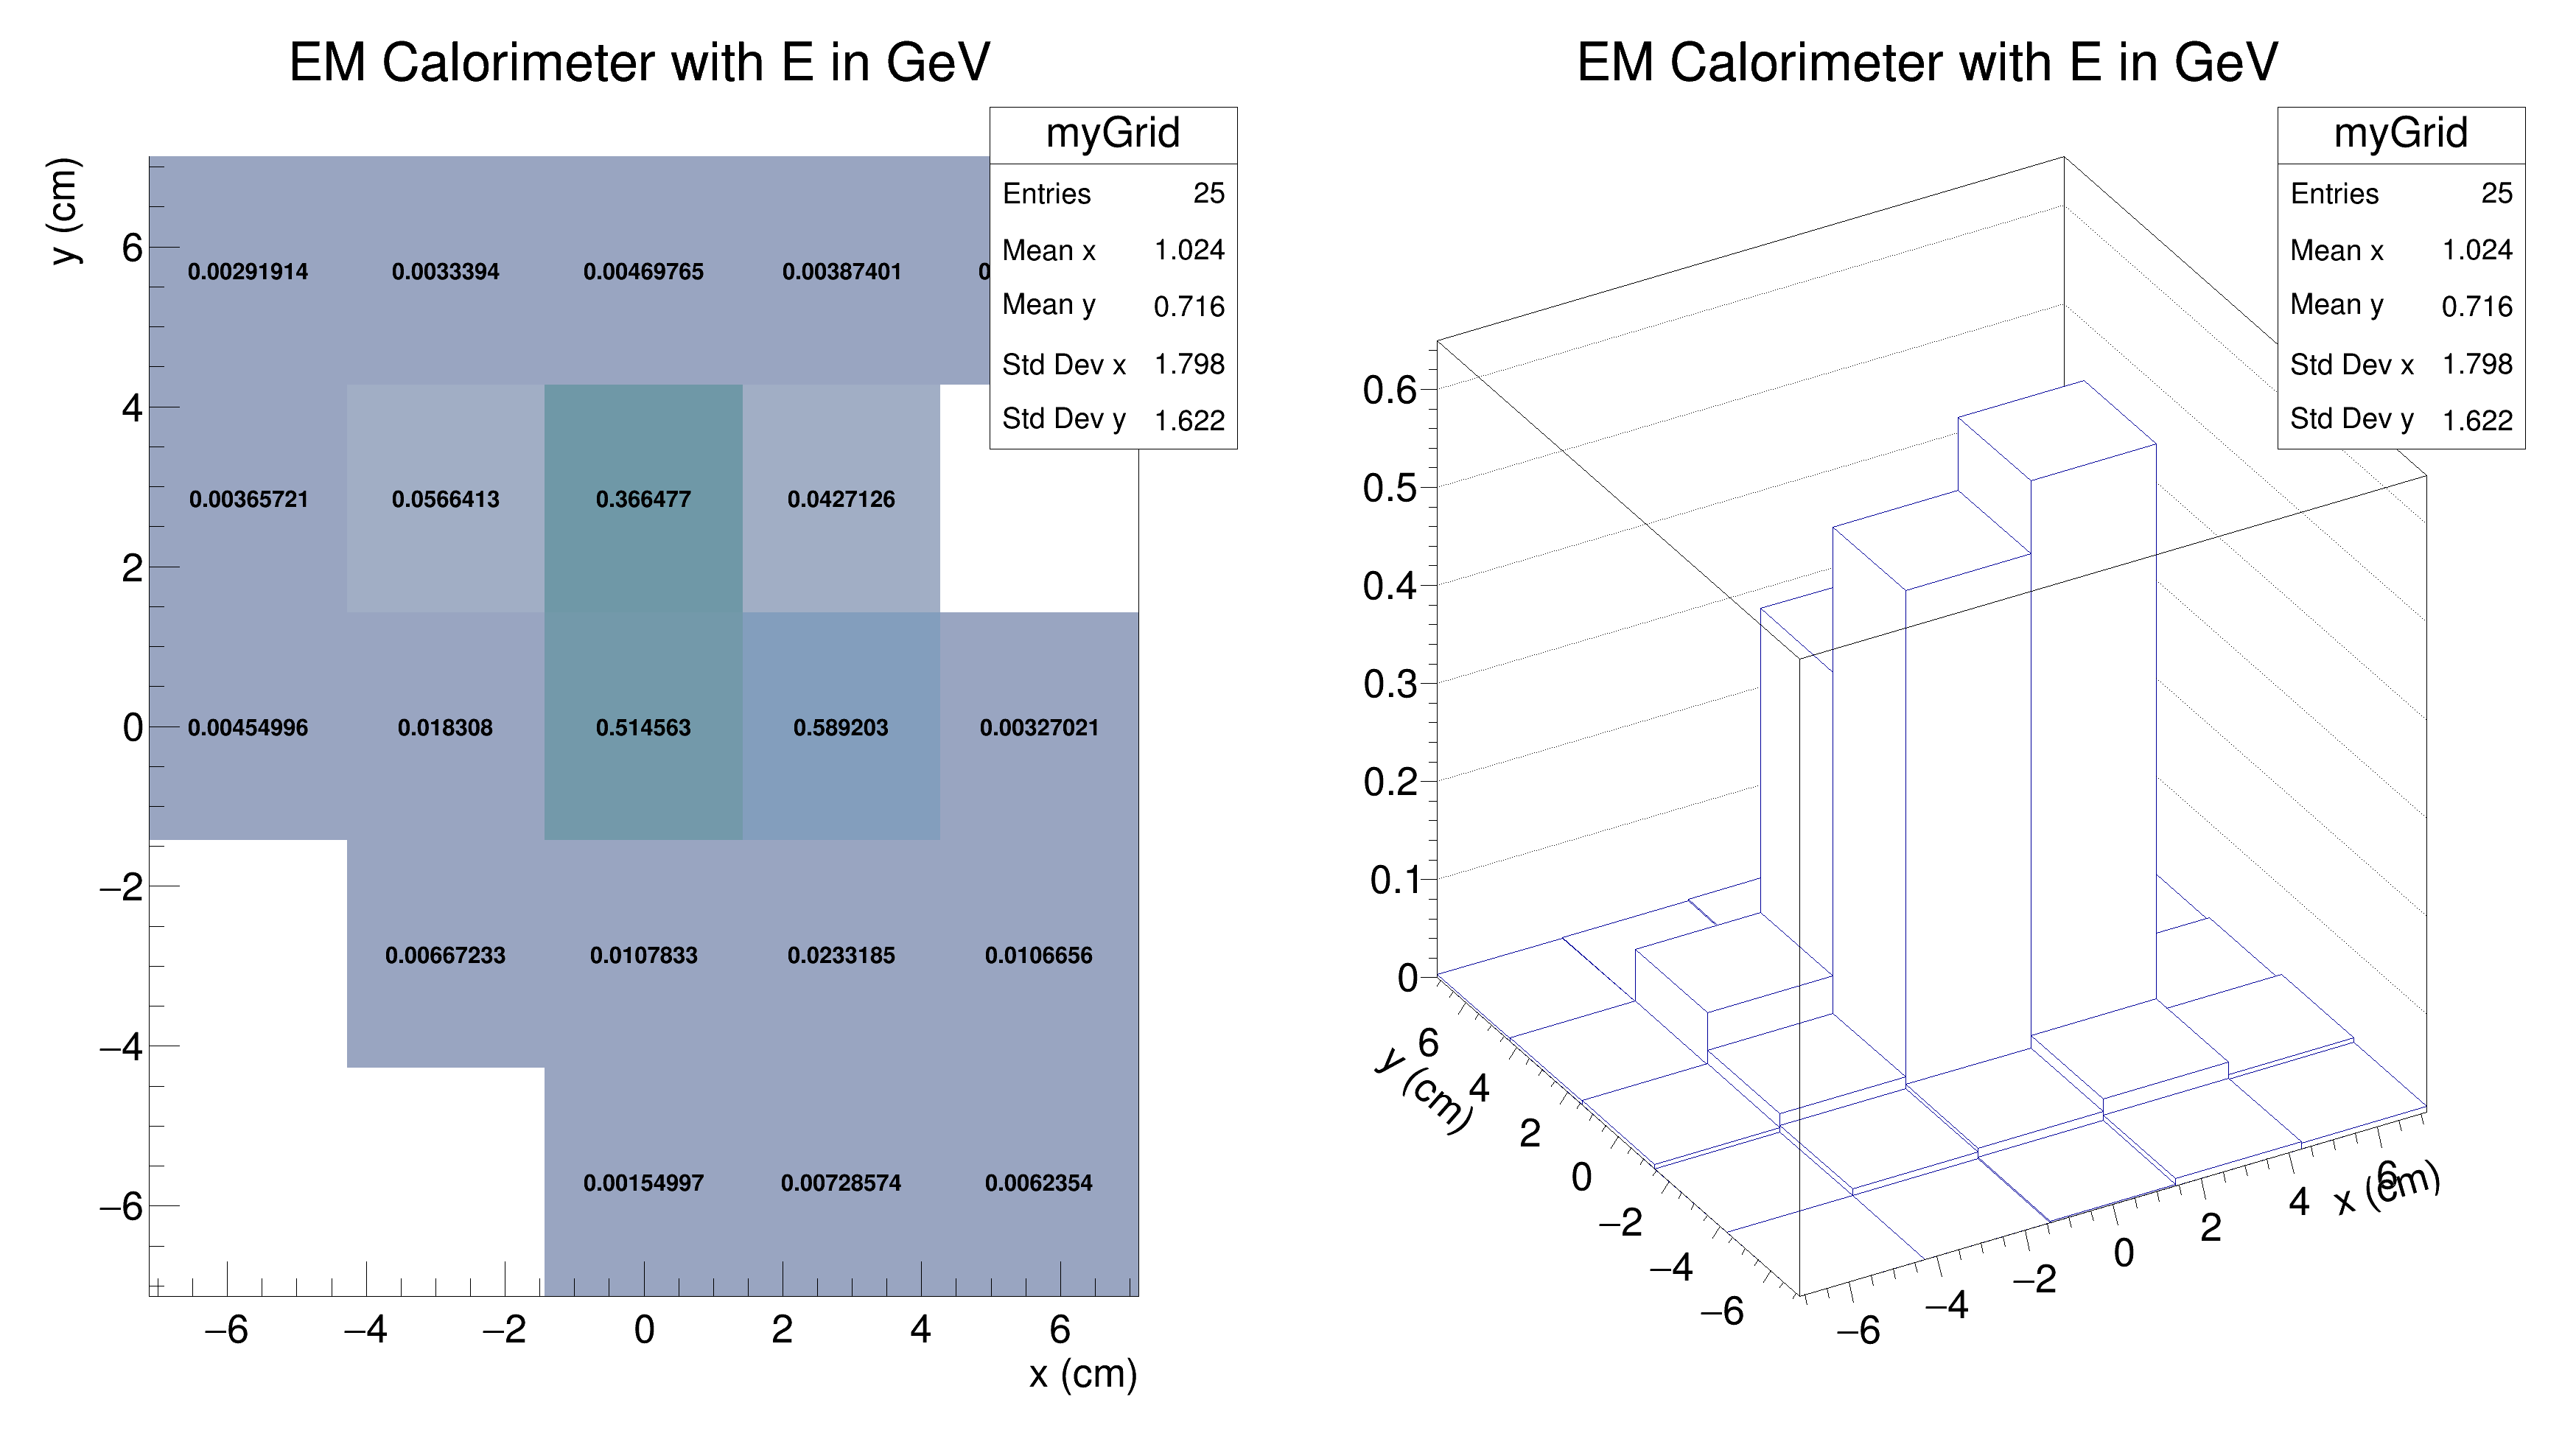 EM Calorimeter with E in GeV
y (cm)
myGrid
Entries 25
Mean x 1.024
Mean y 0.716
Std Dev x 1.798
Std Dev y 1.622
6
4
2
0
−2
−4
−6
0.00291914 0.0033394 0.00469765 0.00387401
0.00365721 0.0566413 0.366477 0.0427126
0.00454996 0.018308 0.514563 0.589203 0.00327021
0.00667233 0.0107833 0.0233185 0.0106656
0.00154997 0.00728574 0.0062354
−6 −4 −2 0 2 4 6
x (cm)
EM Calorimeter with E in GeV
myGrid
Entries 25
Mean x 1.024
Mean y 0.716
Std Dev x 1.798
Std Dev y 1.622
0.6
0.5
0.4
0.3
0.2
0.1
0
6
4
2
0
−2
−4
−6
y (cm)
−6 −4 −2 0 2 4 6
x (cm)